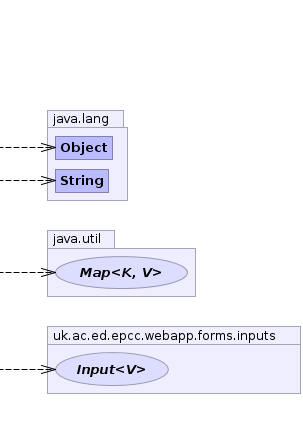 java.lang
Object
String
java.util
Map<K, V>
uk.ac.ed.epcc.webapp.forms.inputs
Input<V>